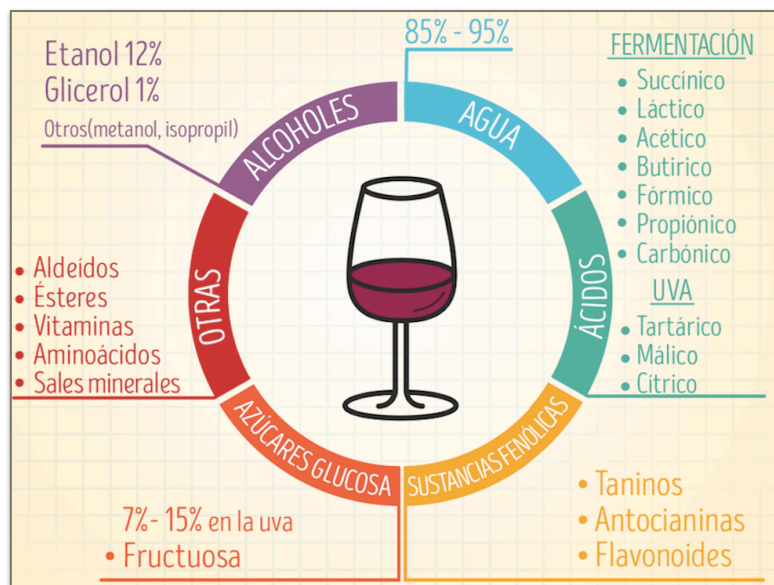 Etanol 12%
Glicerol 1%
Otros(metanol, isopropil)
ALCOHOLES
85% - 95%
AGUA
FERMENTACIÓN
• Succínico
• Láctico
• Acético
• Butirico
• Fórmico
• Propiónico
• Carbónico
UVA
• Tartárico
• Málico
• Cítrico
ÁCIDOS
OTRAS
• Aldeídos
• Ésteres
• Vitaminas
• Aminoácidos
• Sales minerales
AZÚCARES GLUCOSA
7%- 15% en la uva
• Fructuosa
SUSTANCIAS FENÓLICAS
• Taninos
• Antocianinas
• Flavonoides